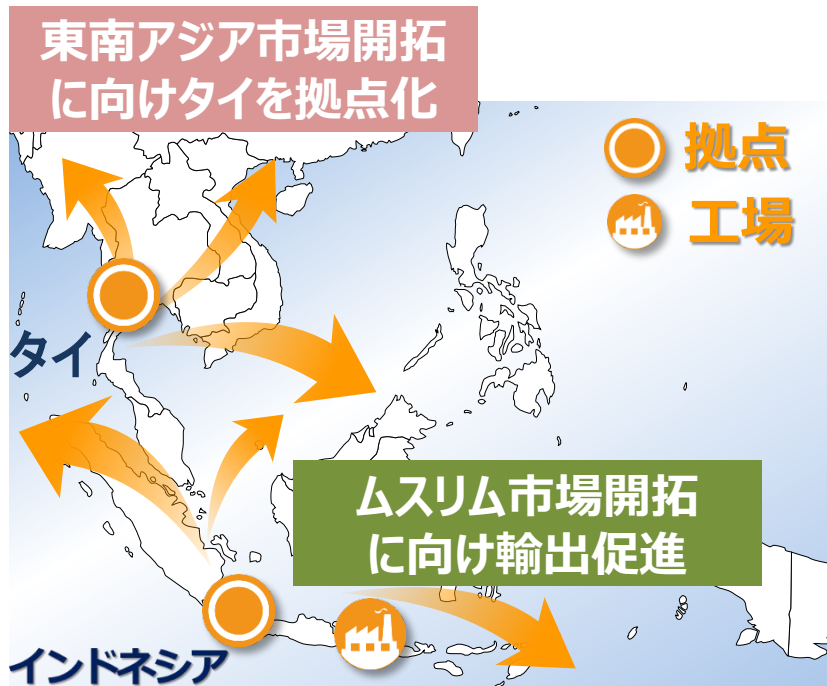 東南アジア市場開拓
に向けタイを拠点化
拠点
工場
タイ
ムスリム市場開拓
に向け輸出促進
インドネシア